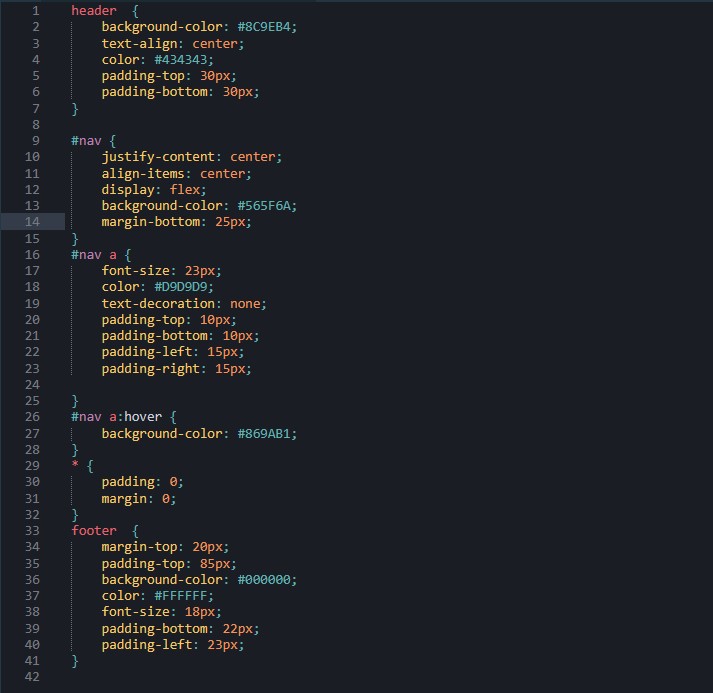 1 header  {
2     background-color: #8C9EB4;
3     text-align: center;
4     color: #434343;
5     padding-top: 30px;
6     padding-bottom: 30px;
7 }
8
9 #nav {
10     justify-content: center;
11     align-items: center;
12     display: flex;
13     background-color: #565F6A;
14     margin-bottom: 25px;
15 }
16 #nav a {
17     font-size: 23px;
18     color: #D9D9D9;
19     text-decoration: none;
20     padding-top: 10px;
21     padding-bottom: 10px;
22     padding-left: 15px;
23     padding-right: 15px;
24
25 }
26 #nav a:hover {
27     background-color: #869AB1;
28 }
29 * {
30     padding: 0;
31     margin: 0;
32 }
33 footer  {
34     margin-top: 20px;
35     padding-top: 85px;
36     background-color: #000000;
37     color: #FFFFFF;
38     font-size: 18px;
39     padding-bottom: 22px;
40     padding-left: 23px;
41 }
42